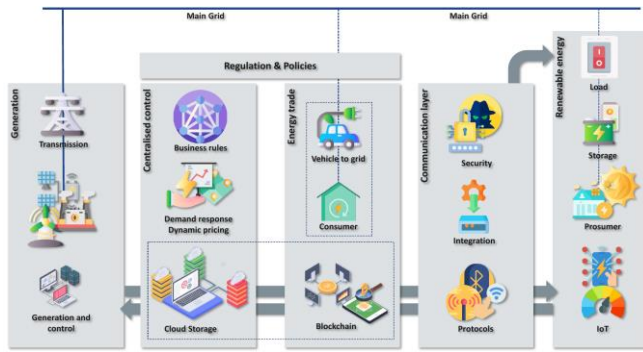 Main Grid
Main Grid
Regulation & Policies
Generation
Transmission
Generation and
control
Centralised control
Business rules
Demand response
Dynamic pricing
Cloud Storage
Energy trade
Vehicle to grid
Consumer
Blockchain
Communication layer
Security
Integration
Protocols
Renewable energy
I
O
Load
Storage
Prosumer
IoT